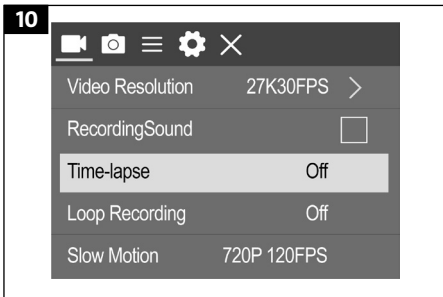 10
Video Resolution 27K30FPS >
RecordingSound
Time-lapse Off
Loop Recording Off
Slow Motion 720P 120FPS